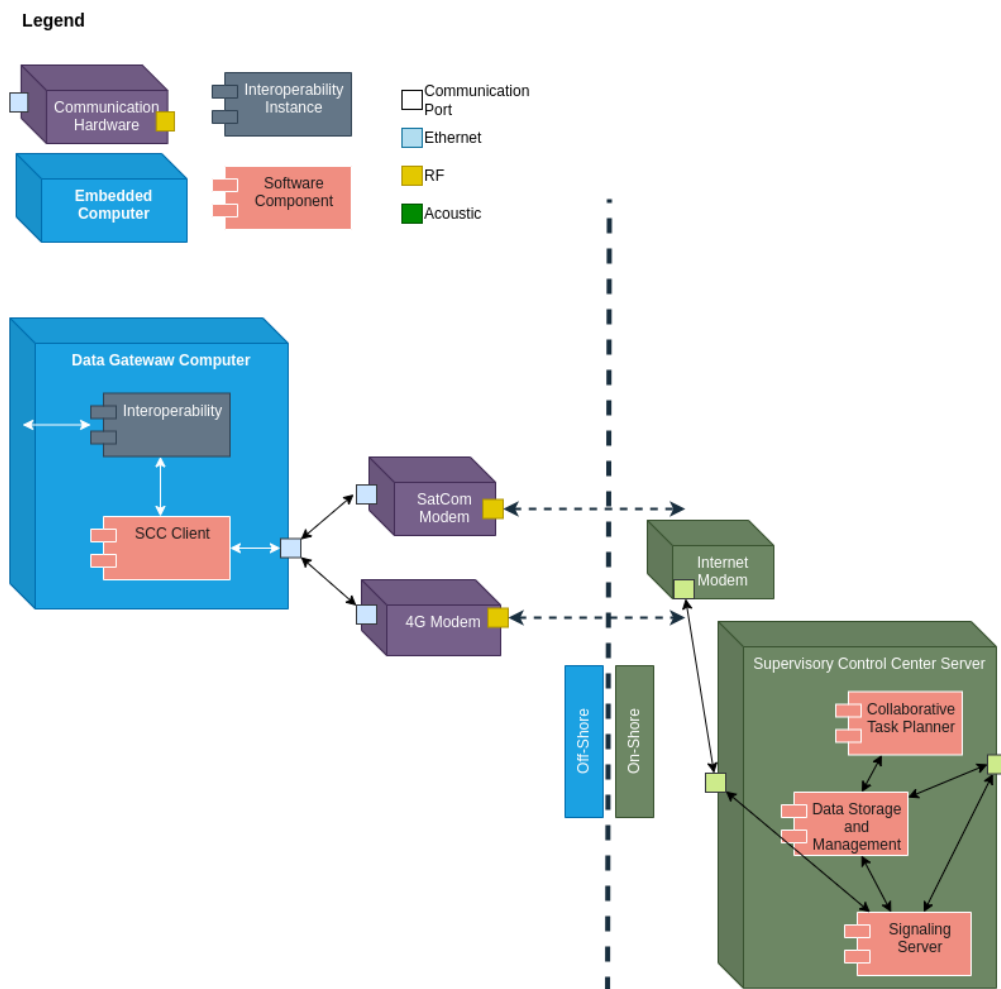 Legend
Communication
Hardware
Interoperability
Instance
Communication
Port
Ethernet
Embedded
Computer
Software
Component
RF
Acoustic
Data Gatewaw Computer
Interoperability
SCC Client
SatCom
Modem
4G Modem
Internet
Modem
Off-Shore
On-Shore
Supervisory Control Center Server
Collaborative
Task Planner
Data Storage
and
Management
Signaling
Server